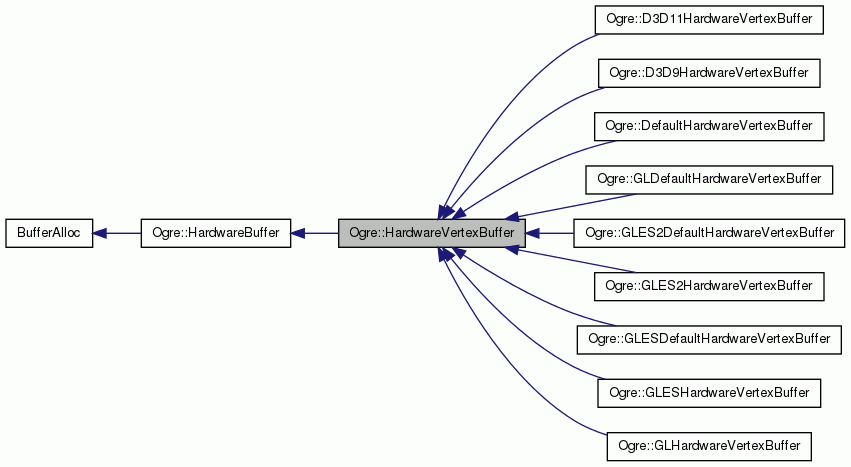 Ogre::D3D11HardwareVertexBuffer
Ogre::D3D9HardwareVertexBuffer
Ogre::DefaultHardwareVertexBuffer
Ogre::GLDefaultHardwareVertexBuffer
BufferAlloc
Ogre::HardwareBuffer
Ogre::HardwareVertexBuffer
Ogre::GLES2DefaultHardwareVertexBuffer
Ogre::GLES2HardwareVertexBuffer
Ogre::GLESDefaultHardwareVertexBuffer
Ogre::GLESHardwareVertexBuffer
Ogre::GLHardwareVertexBuffer